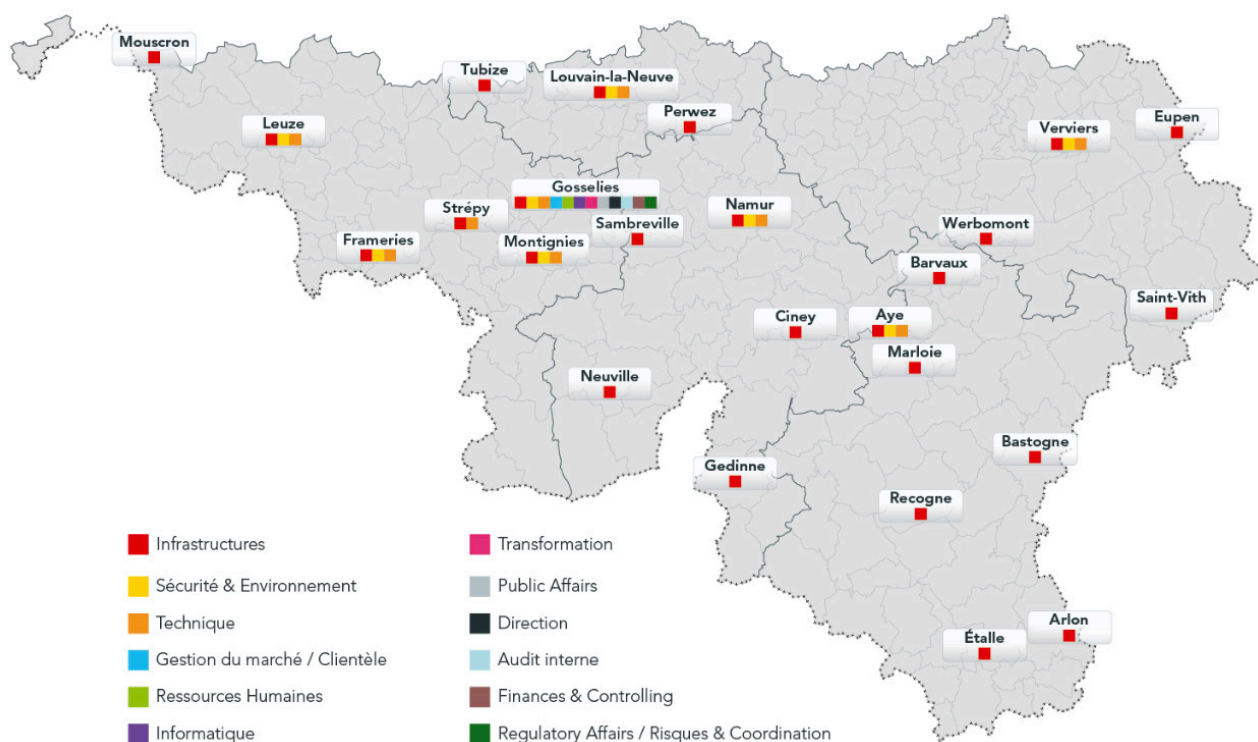 Mouscron
Tubize
Louvain-la-Neuve
Perwez
Leuze
Verviers
Eupen
Gosselies
Strépy
Sambreville
Namur
Werbomont
Frameries
Montignies
Barvaux
Saint-Vith
Ciney
Aye
Marloie
Neuville
Bastogne
Gedinne
Recogne
Arlon
Étalle
Infrastructures
Sécurité & Environnement
Technique
Gestion du marché / Clientèle
Ressources Humaines
Informatique
Transformation
Public Affairs
Direction
Audit interne
Finances & Controlling
Regulatory Affairs / Risques & Coordination